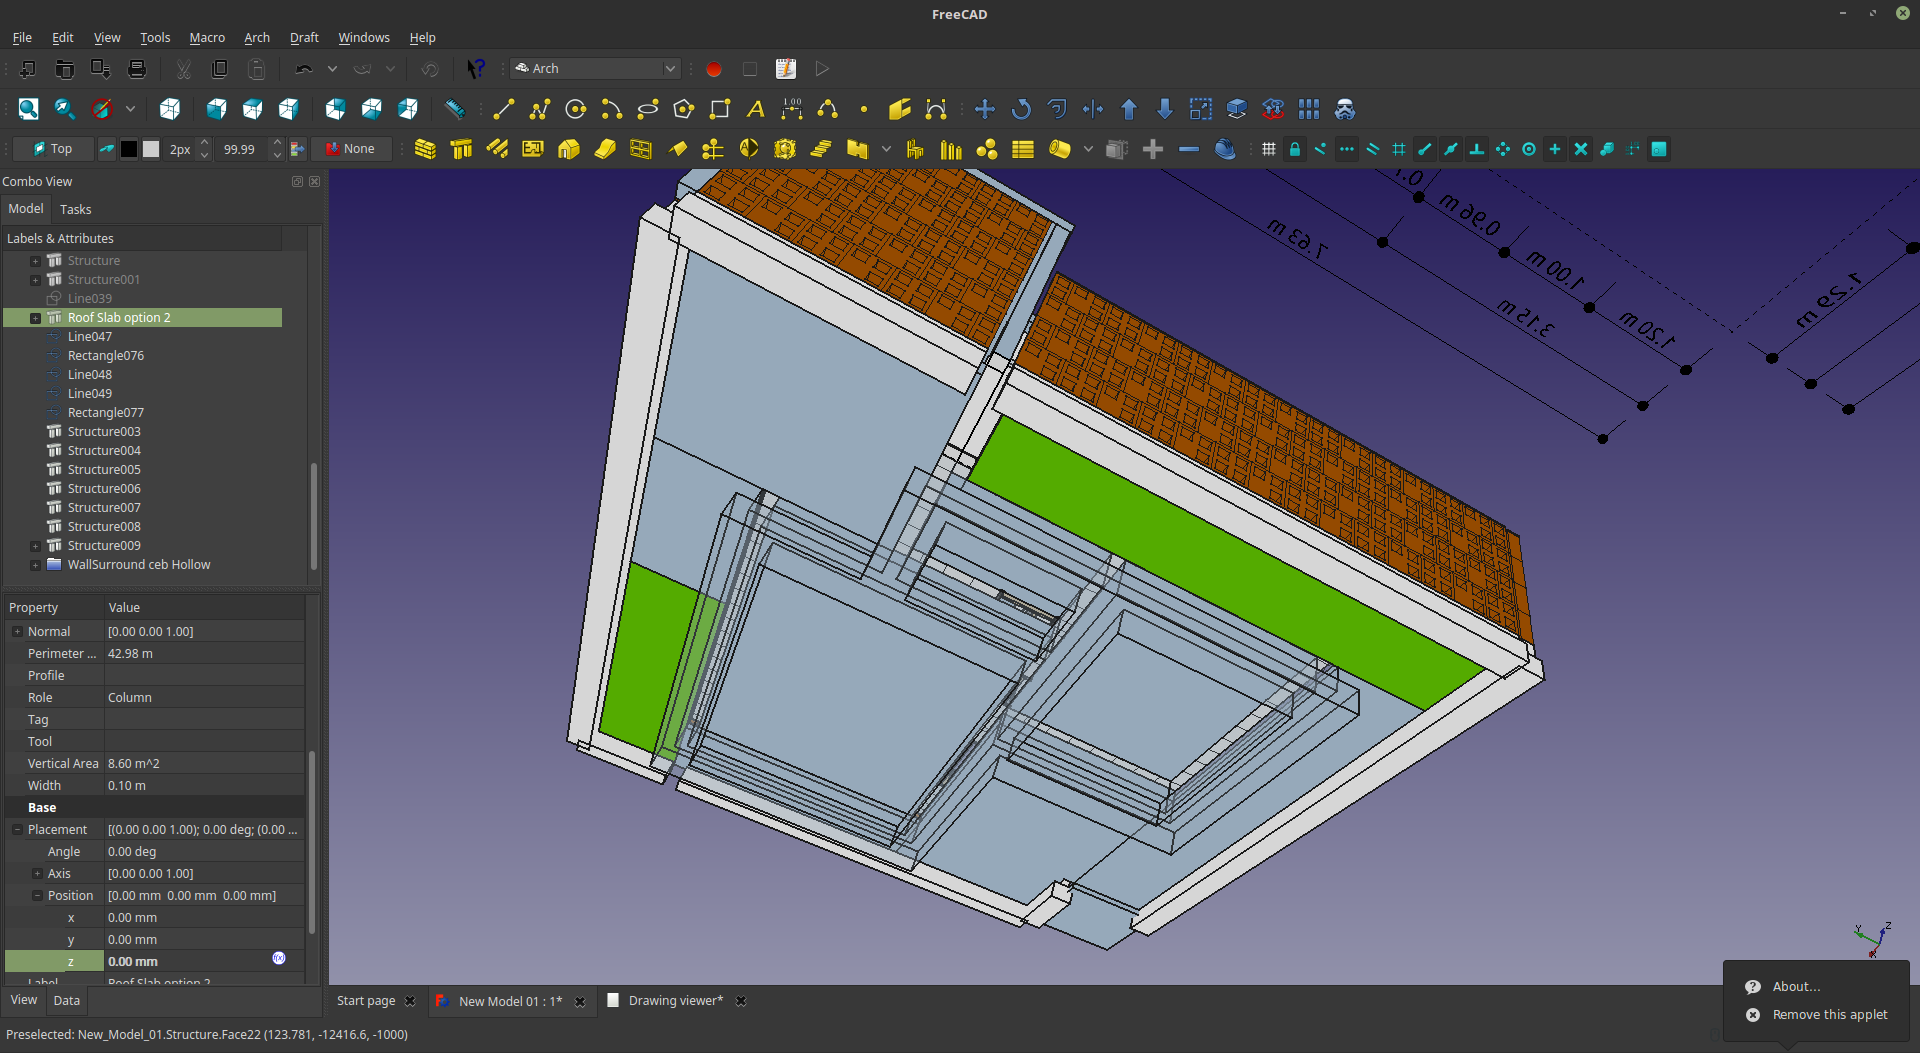 FreeCAD
File Edit View Tools Macro Arch Draft Windows Help
Arch
Top 2px 99.99 None
Combo View
Model Tasks
Labels & Attributes
Structure
Structure001
Line039
Roof Slab option 2
Line047
Rectangle076
Line048
Line049
Rectangle077
Structure003
Structure004
Structure005
Structure006
Structure007
Structure008
Structure009
WallSurround ceb Hollow
Property Value
Normal [0.00 0.00 1.00]
Perimeter ... 42.98 m
Profile
Role Column
Tag
Tool
Vertical Area 8.60 m^2
Width 0.10 m
Base
Placement [(0.00 0.00 1.00); 0.00 deg; (0.00 ...
Angle 0.00 deg
Axis [0.00 0.00 1.00]
Position [0.00 mm 0.00 mm 0.00 mm]
x 0.00 mm
y 0.00 mm
z 0.00 mm
Label Roof Slab option 2
View Data
7.63 m
0.96 m
1.00 m
3.15 m
1.20 m
Y Z
Start page New Model 01 : 1* Drawing viewer*
About...
Remove this applet
Preselected: New_Model_01.Structure.Face22 (123.781, -12416.6, -1000)